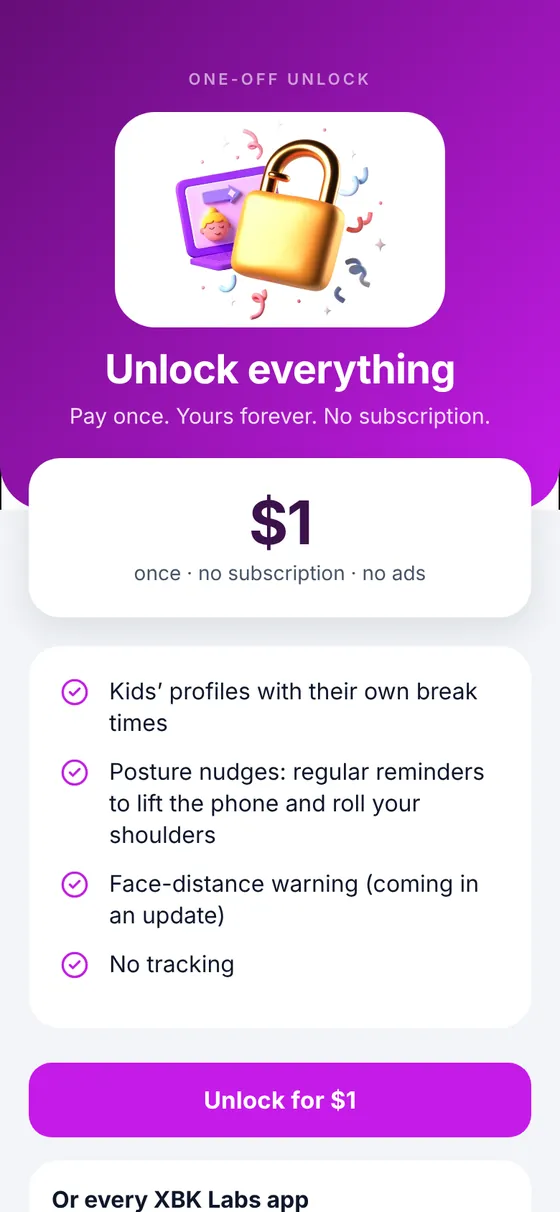 ONE-OFF UNLOCK
Unlock everything
Pay once. Yours forever. No subscription.
$1
once · no subscription · no ads
Kids’ profiles with their own break
times
Posture nudges: regular reminders
to lift the phone and roll your
shoulders
Face-distance warning (coming in
an update)
No tracking
Unlock for $1
Or every XBK Labs app